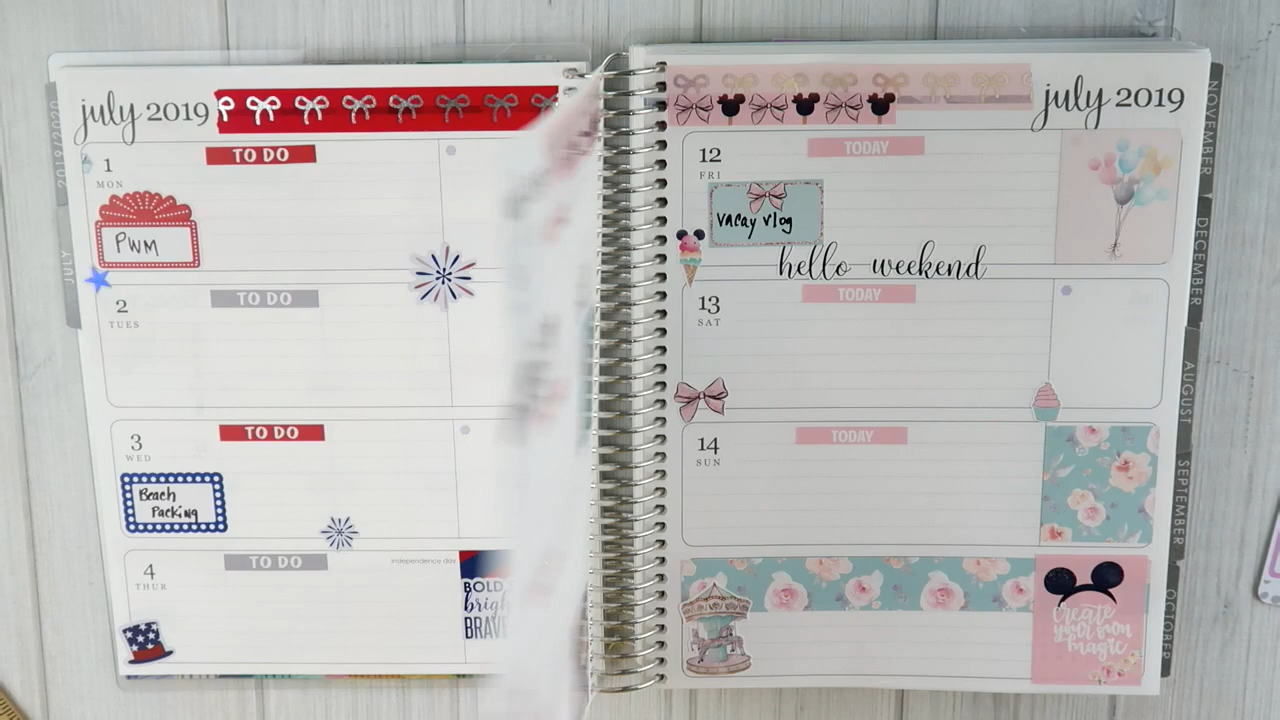 july 2019
TO DO
1
MON
PWM
TO DO
2
TUES
TO DO
3
WED
Beach
Packing
TO DO
independence day
4
THUR
BOLD
BRAVE
2019/2020
JULY
july 2019
TODAY
12
FRI
vacay vlog
hello weekend
TODAY
13
SAT
TODAY
14
SUN
create
your own
magic
NOVEMBER
DECEMBER
AUGUST
SEPTEMBER
OCTOBER